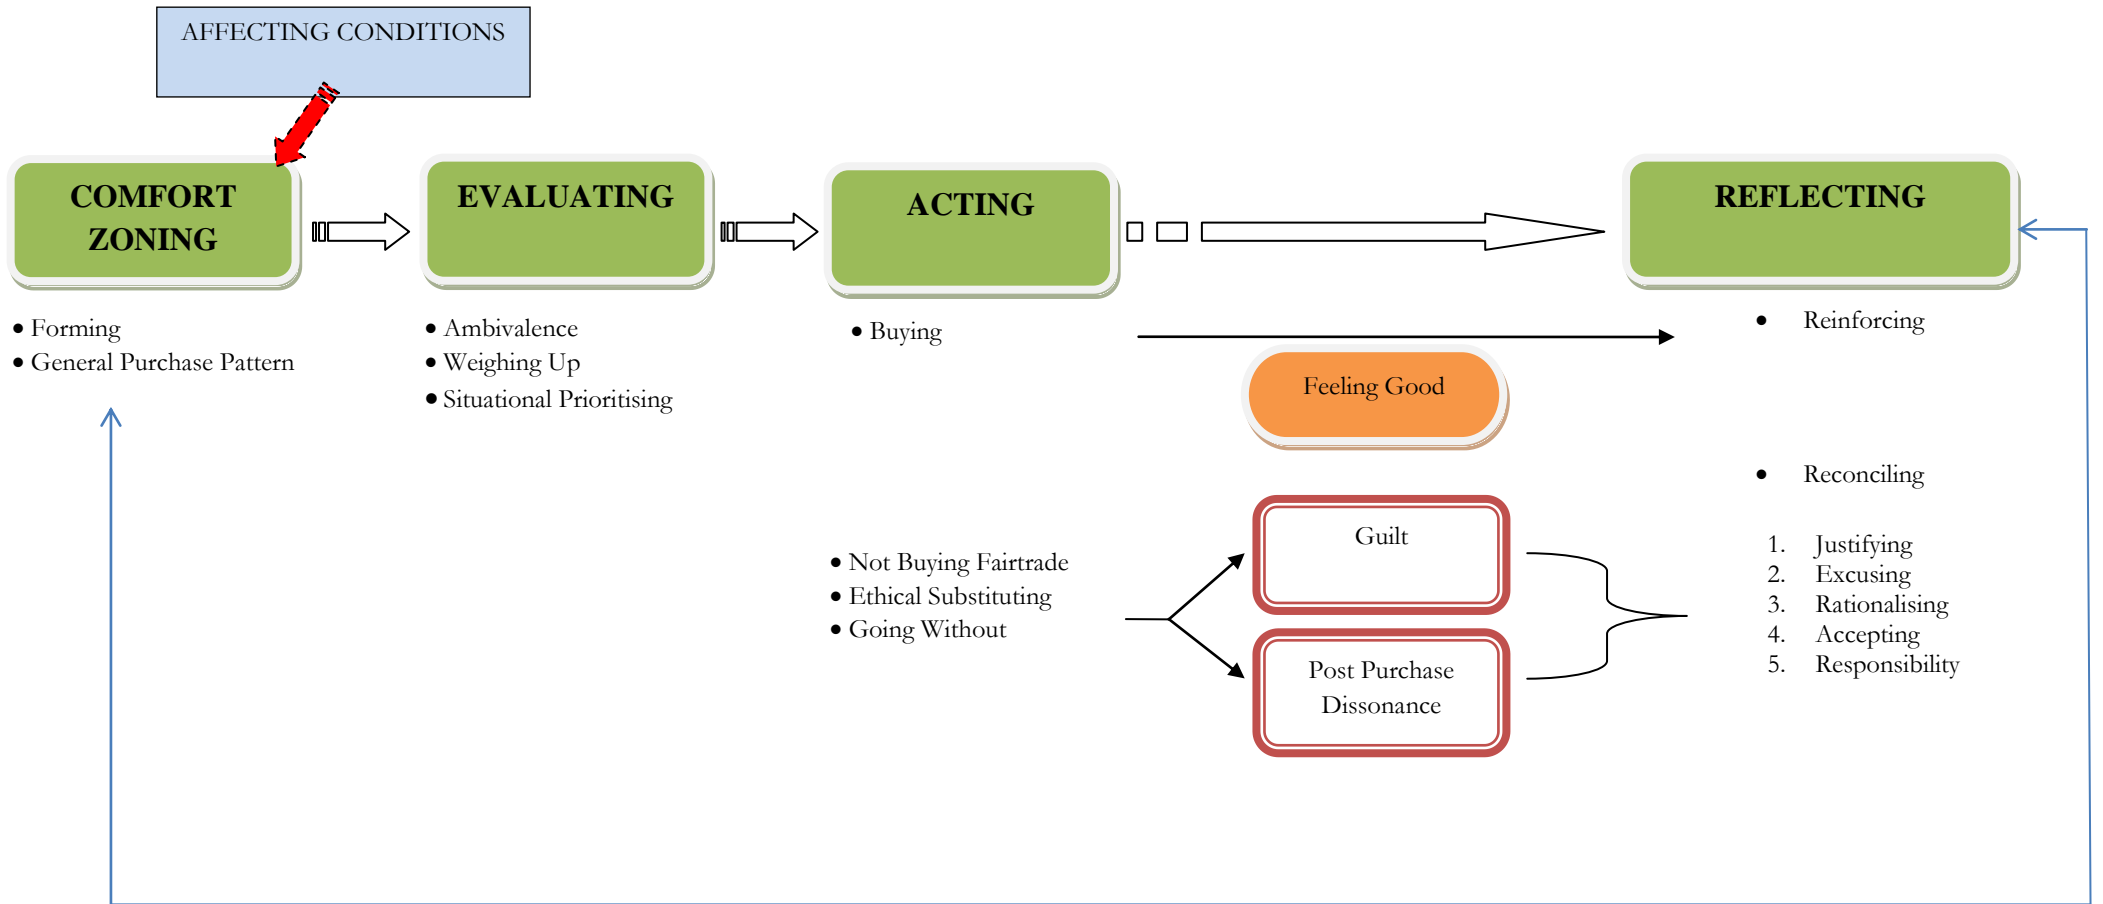 AFFECTING CONDITIONS
COMFORT
ZONING
• Forming
• General Purchase Pattern
EVALUATING
• Ambivalence
• Weighing Up
• Situational Prioritising
ACTING
• Buying
• Not Buying Fairtrade
• Ethical Substituting
• Going Without
Feeling Good
Guilt
Post Purchase
Dissonance
REFLECTING
• Reinforcing
• Reconciling
1. Justifying
2. Excusing
3. Rationalising
4. Accepting
5. Responsibility